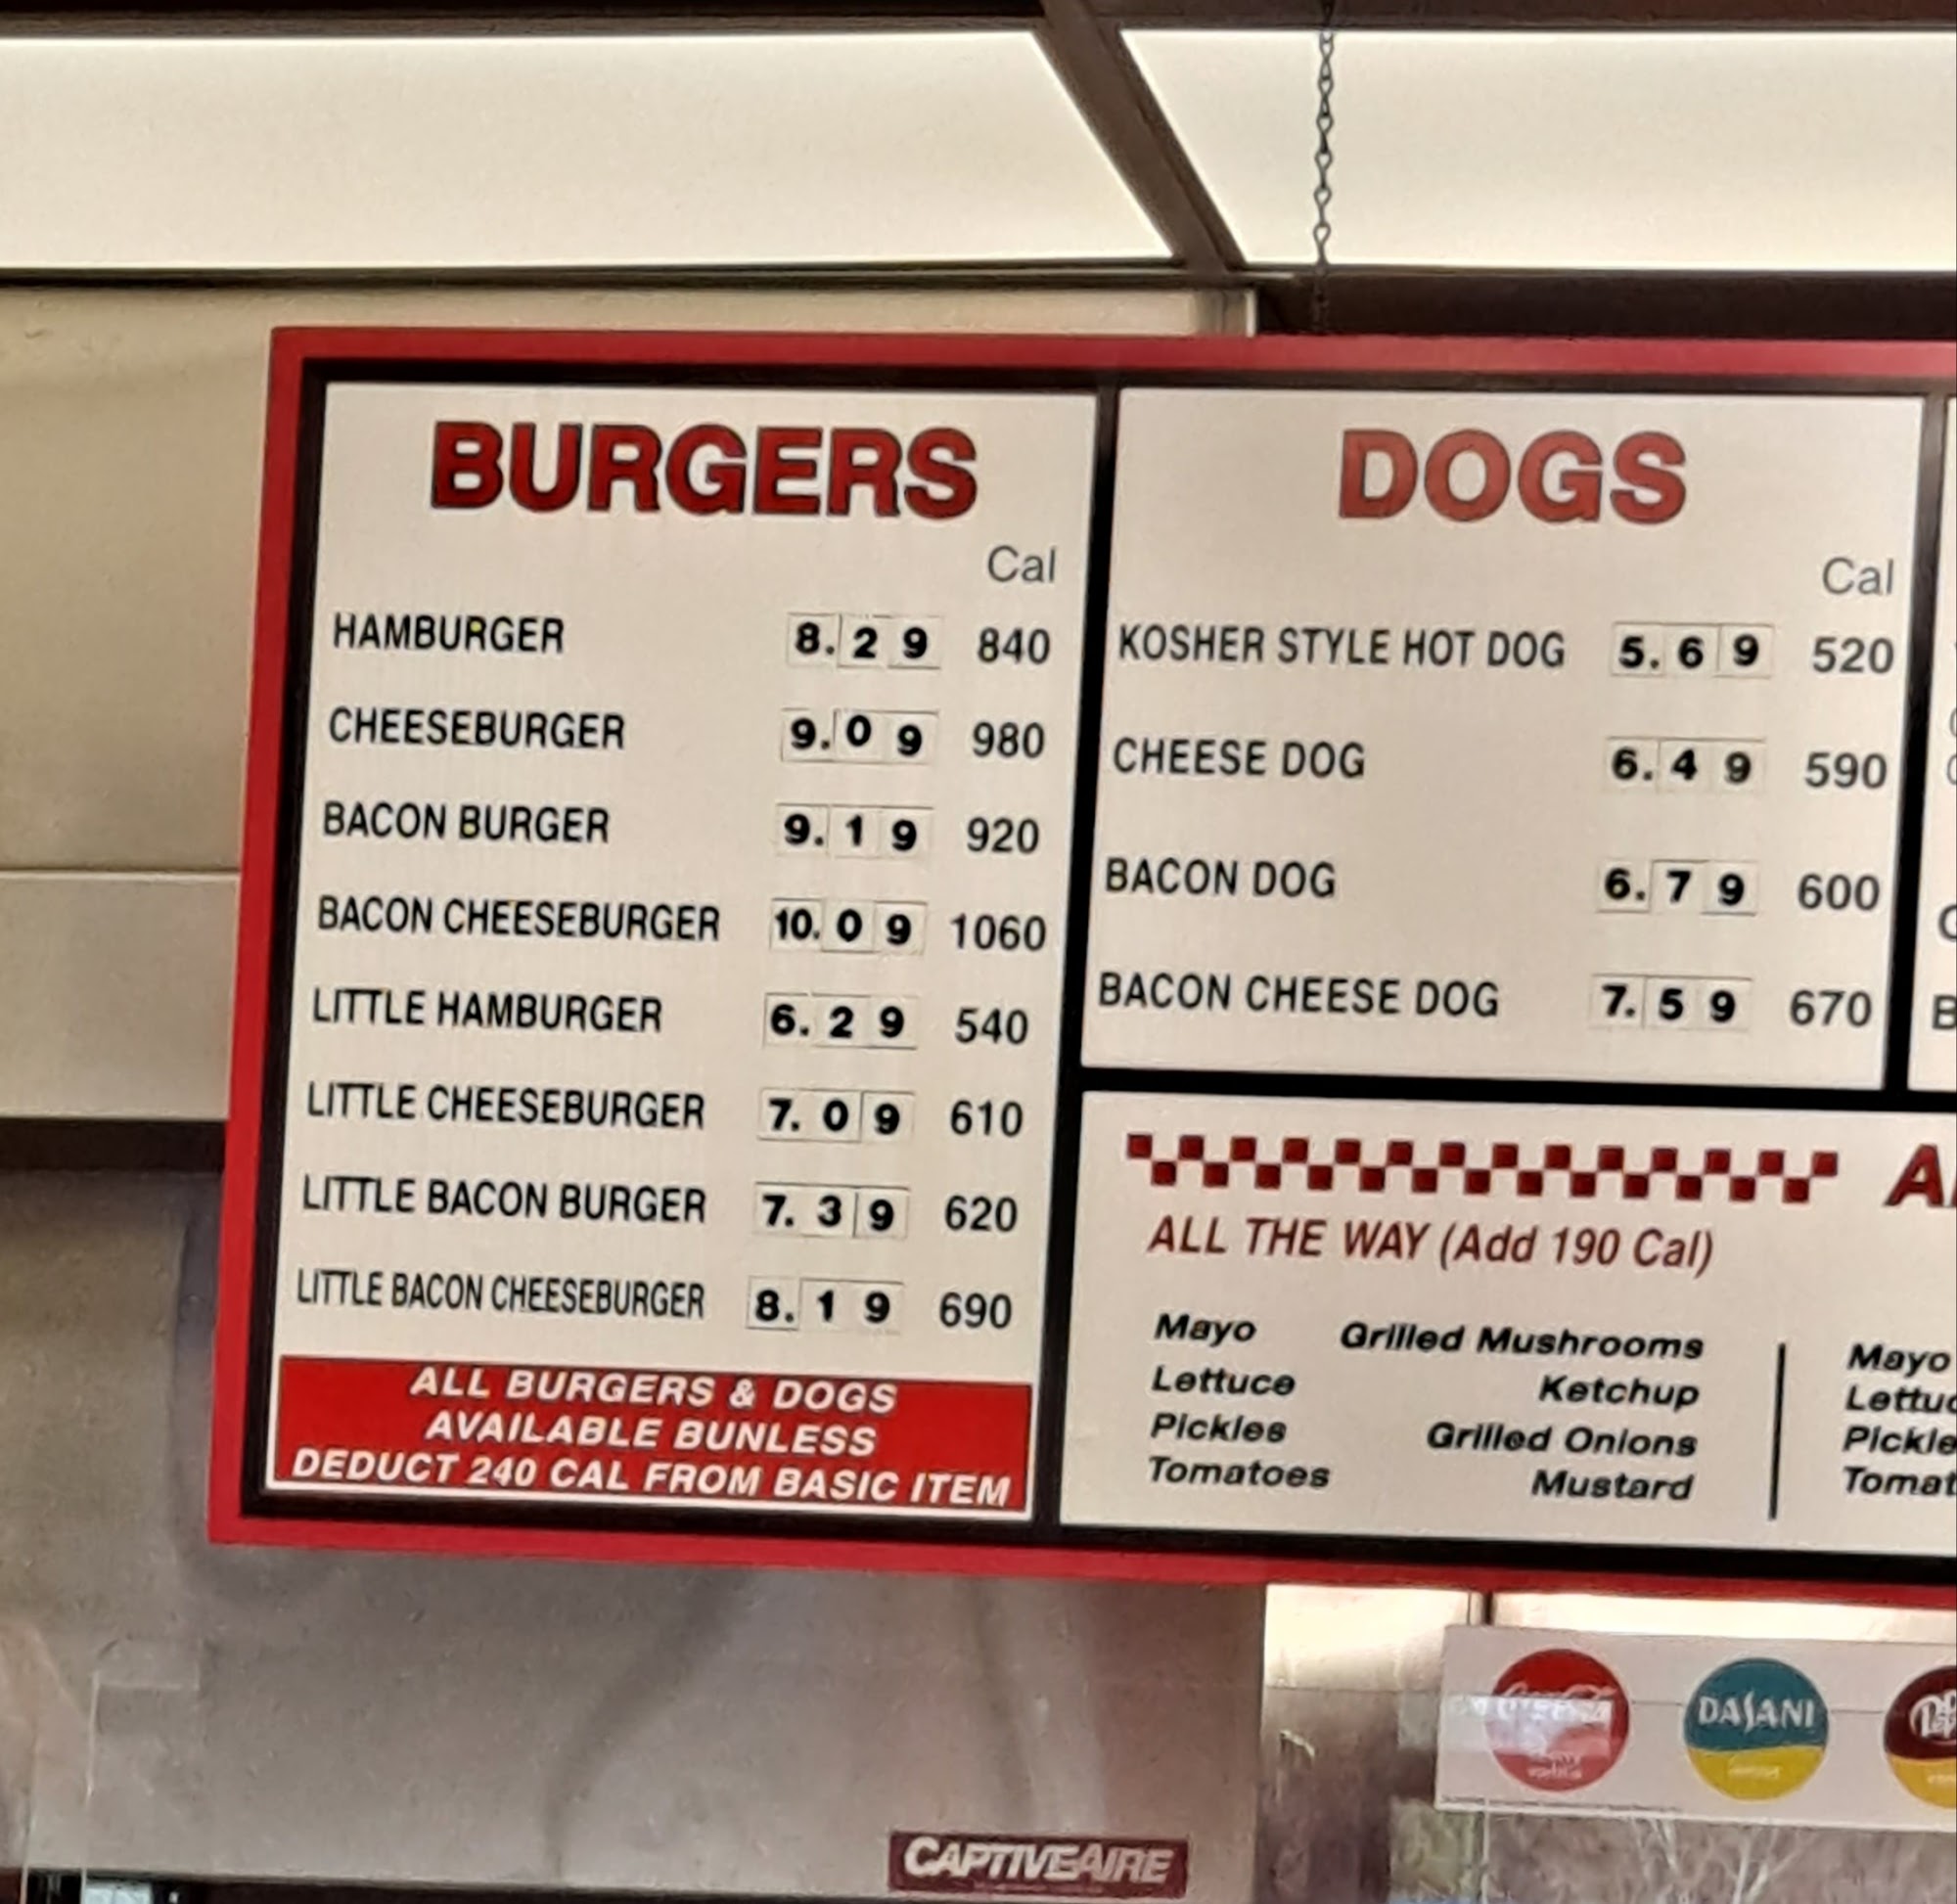 BURGERS
Cal
HAMBURGER 8.29 840
CHEESEBURGER 9.09 980
BACON BURGER 9.19 920
BACON CHEESEBURGER 10.09 1060
LITTLE HAMBURGER 6.29 540
LITTLE CHEESEBURGER 7.09 610
LITTLE BACON BURGER 7.39 620
LITTLE BACON CHEESEBURGER 8.19 690
ALL BURGERS & DOGS
AVAILABLE BUNLESS
DEDUCT 240 CAL FROM BASIC ITEM
DOGS
Cal
KOSHER STYLE HOT DOG 5.69 520
CHEESE DOG 6.49 590
BACON DOG 6.79 600
BACON CHEESE DOG 7.59 670
ALL THE WAY (Add 190 Cal)
Mayo Grilled Mushrooms
Lettuce Ketchup
Pickles Grilled Onions
Tomatoes Mustard
Mayo
Coca-Cola
DASANI
CAPTIVEAIRE